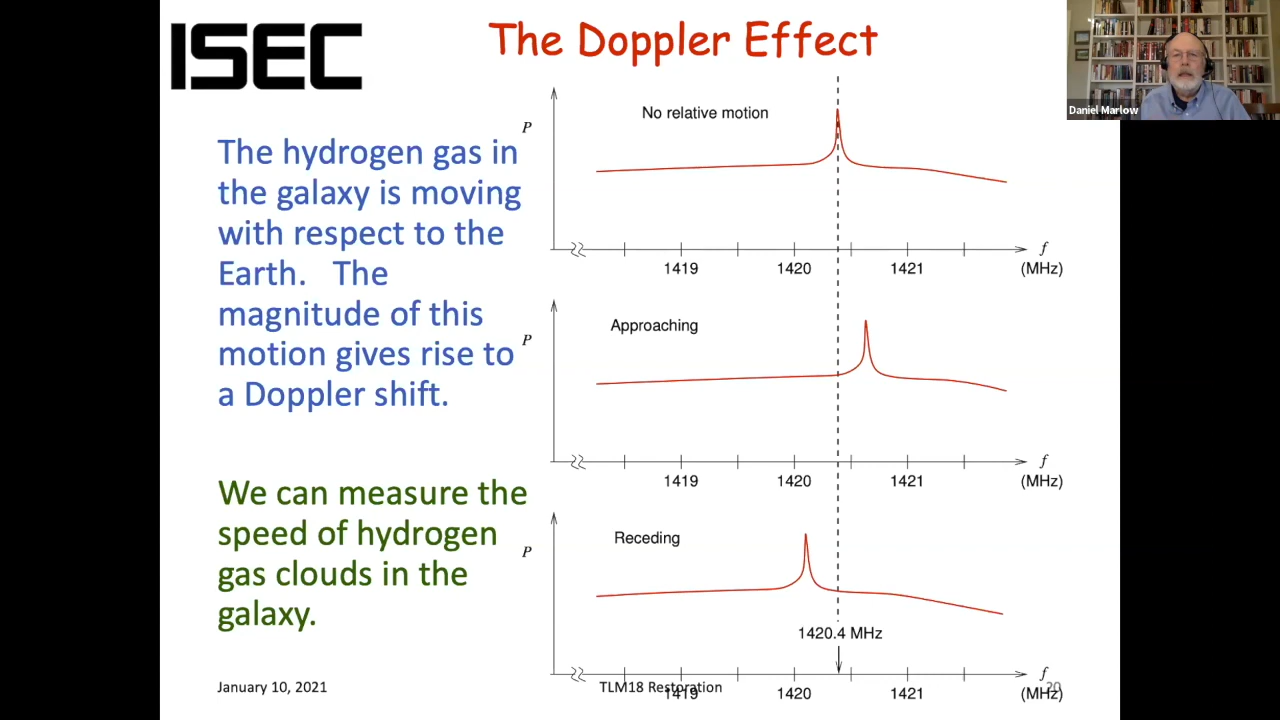 ISEC
The Doppler Effect
Daniel Marlow
The hydrogen gas in
the galaxy is moving
with respect to the
Earth. The
magnitude of this
motion gives rise to
a Doppler shift.
We can measure the
speed of hydrogen
gas clouds in the
galaxy.
P
No relative motion
f
1419 1420 1421 (MHz)
P
Approaching
f
1419 1420 1421 (MHz)
P
Receding
1420.4 MHz
f
1419 1420 1421 (MHz)
January 10, 2021 TLM18 Restoration 20